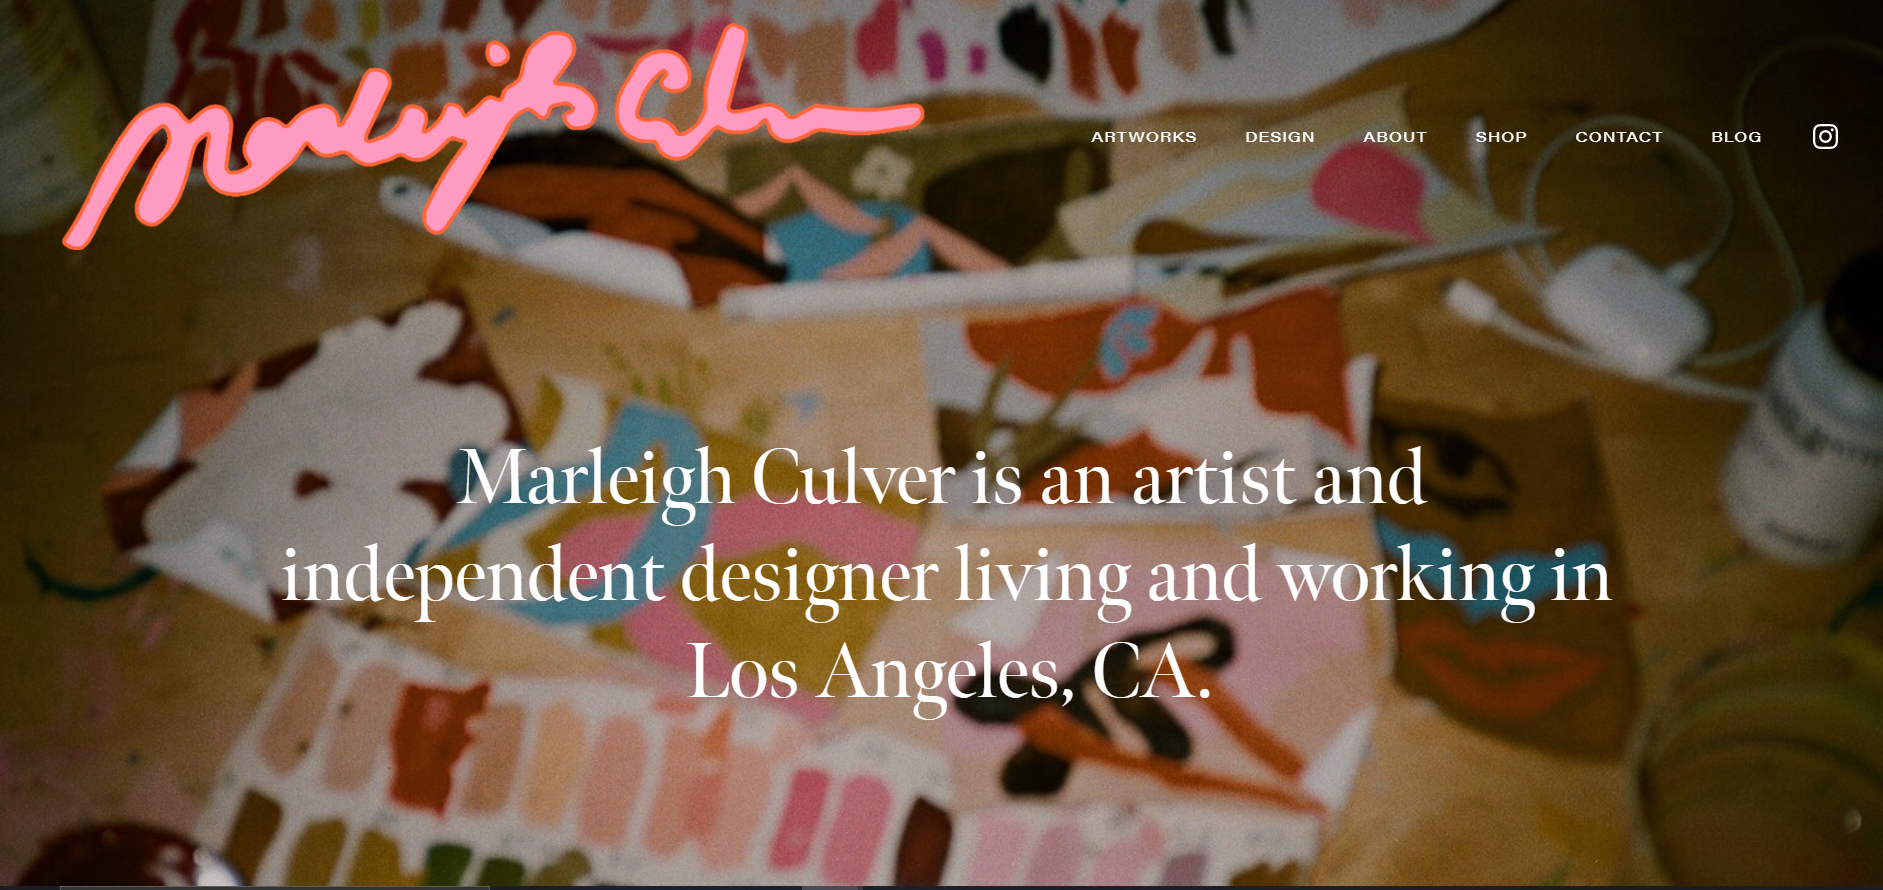 Marleigh Culver
ARTWORKS DESIGN ABOUT SHOP CONTACT BLOG
Marleigh Culver is an artist and
independent designer living and working in
Los Angeles, CA.